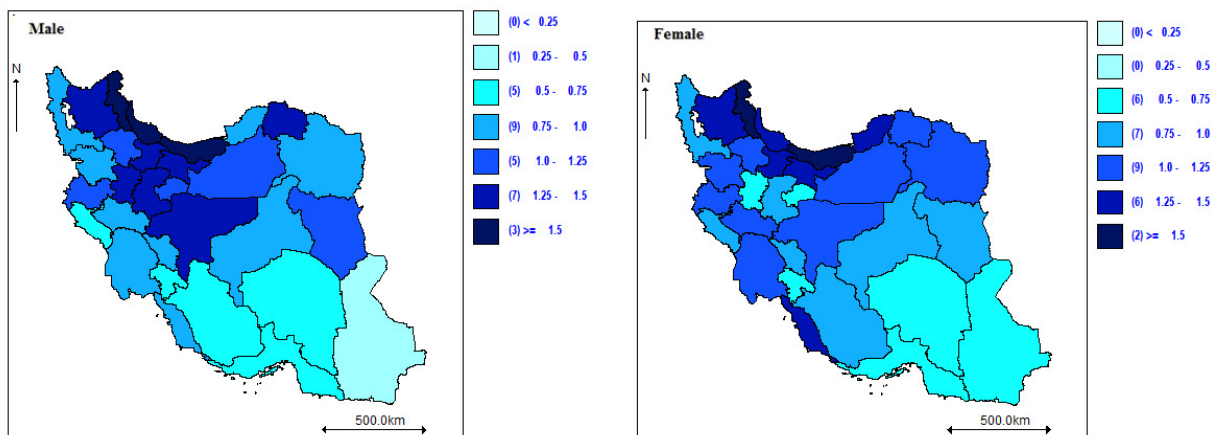 Male
N
500.0km
(0) < 0.25
(1) 0.25 - 0.5
(5) 0.5 - 0.75
(9) 0.75 - 1.0
(5) 1.0 - 1.25
(7) 1.25 - 1.5
(3) >= 1.5
Female
N
500.0km
(0) < 0.25
(0) 0.25 - 0.5
(6) 0.5 - 0.75
(7) 0.75 - 1.0
(9) 1.0 - 1.25
(6) 1.25 - 1.5
(2) >= 1.5